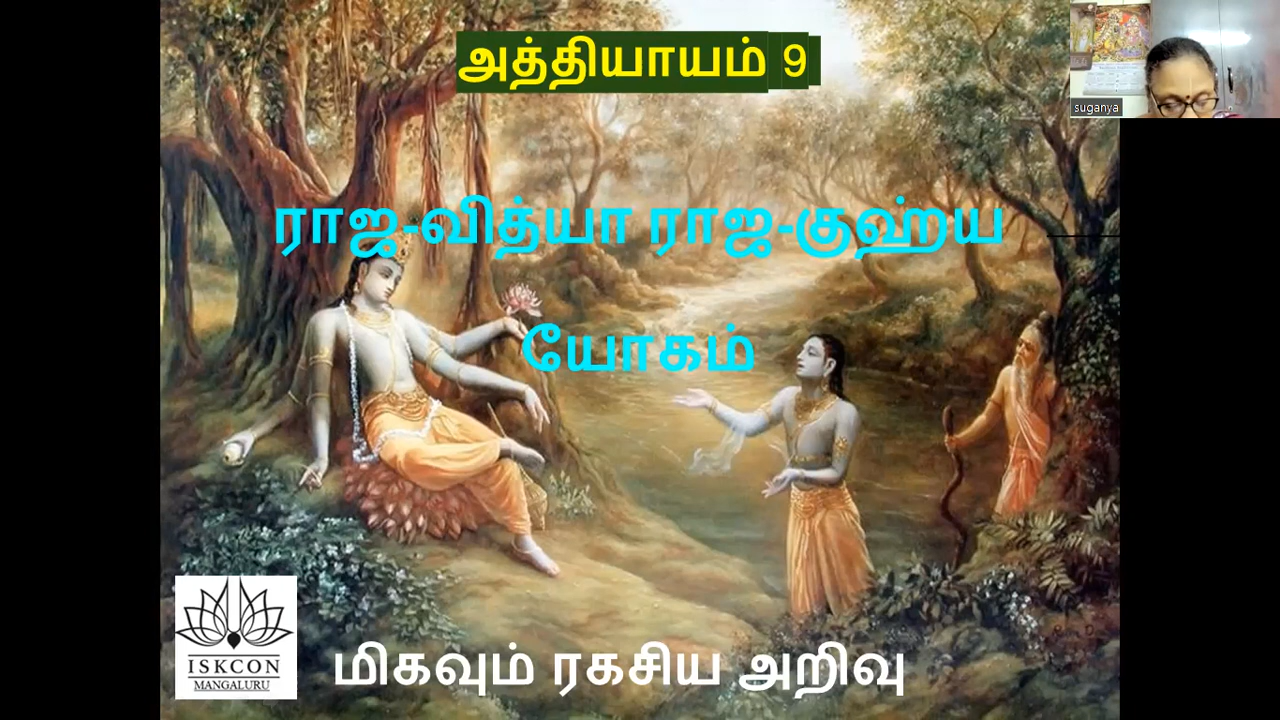 அத்தியாயம் 9
suganya
ராஜ-வித்யா ராஜ-குஹ்ய
யோகம்
ISKCON
MANGALURU
மிகவும் ரகசிய அறிவு